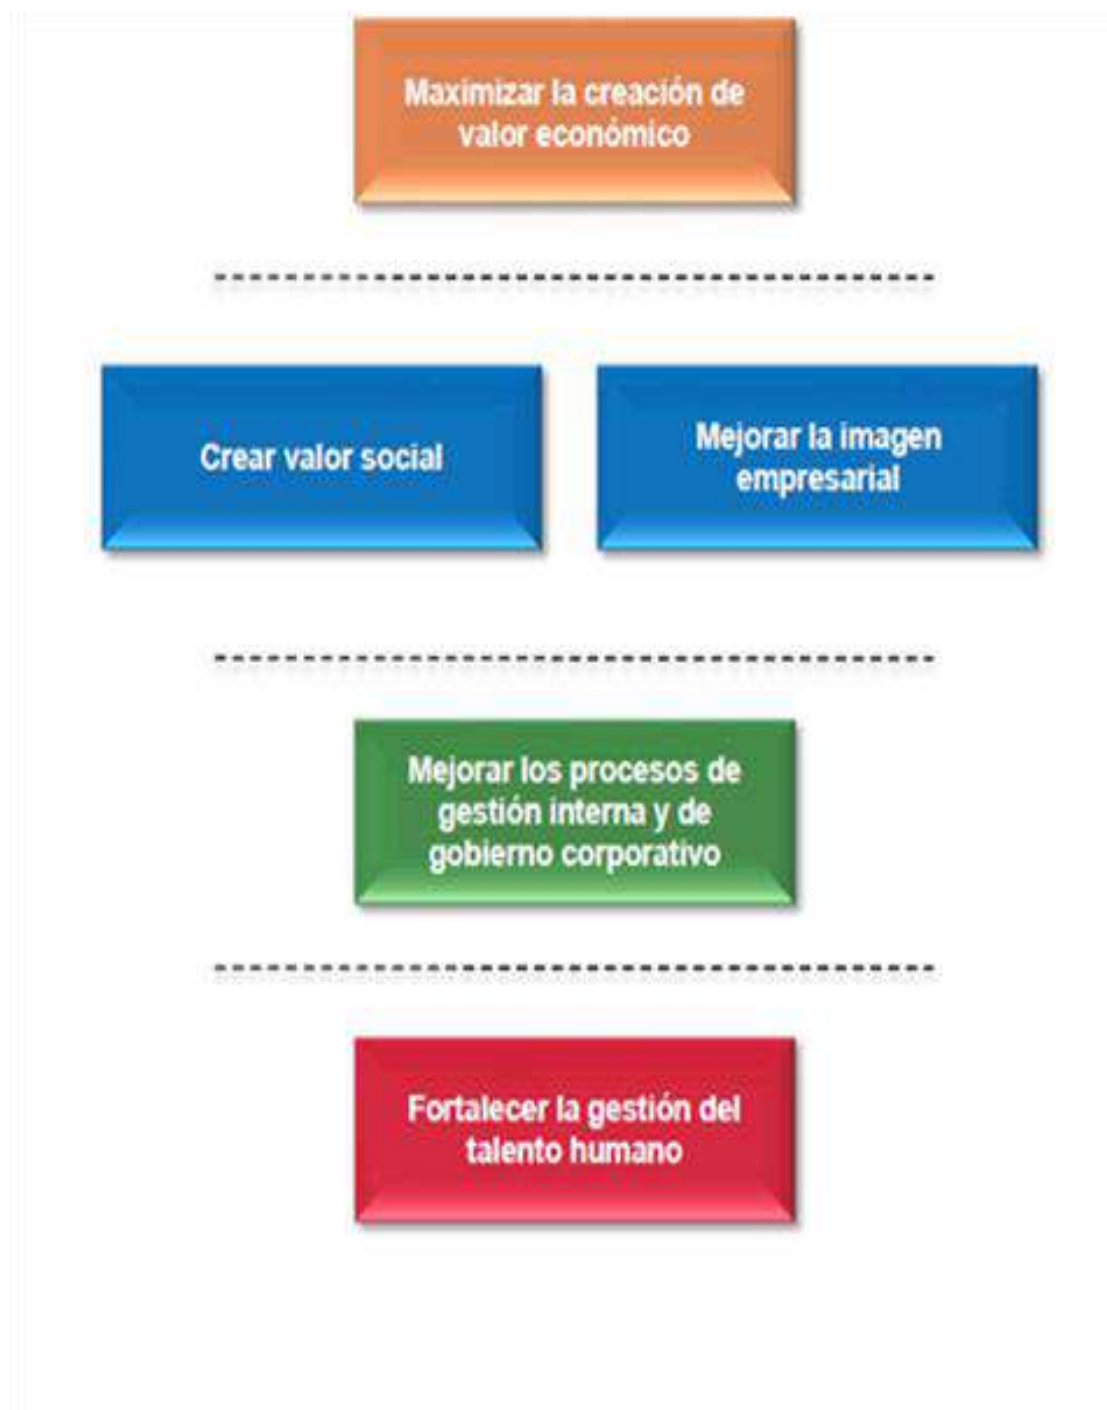 Maximizar la creación de
valor económico
Crear valor social
Mejorar la imagen
empresarial
Mejorar los procesos de
gestión interna y de
gobierno corporativo
Fortalecer la gestión del
talento humano